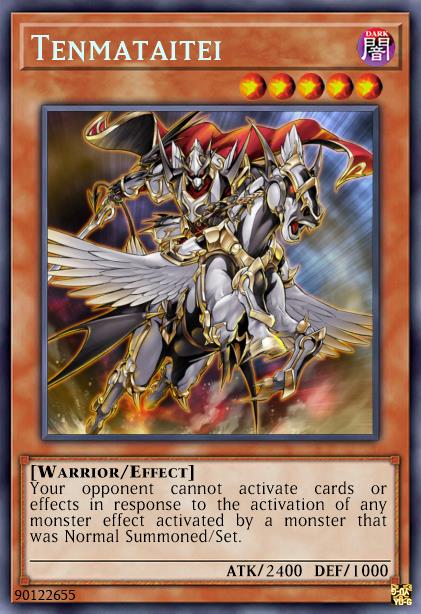 TENMATAITEI
DARK
闇
[WARRIOR/EFFECT]
Your opponent cannot activate cards or
effects in response to the activation of any
monster effect activated by a monster that
was Normal Summoned/Set.
ATK/2400 DEF/1000
90122655